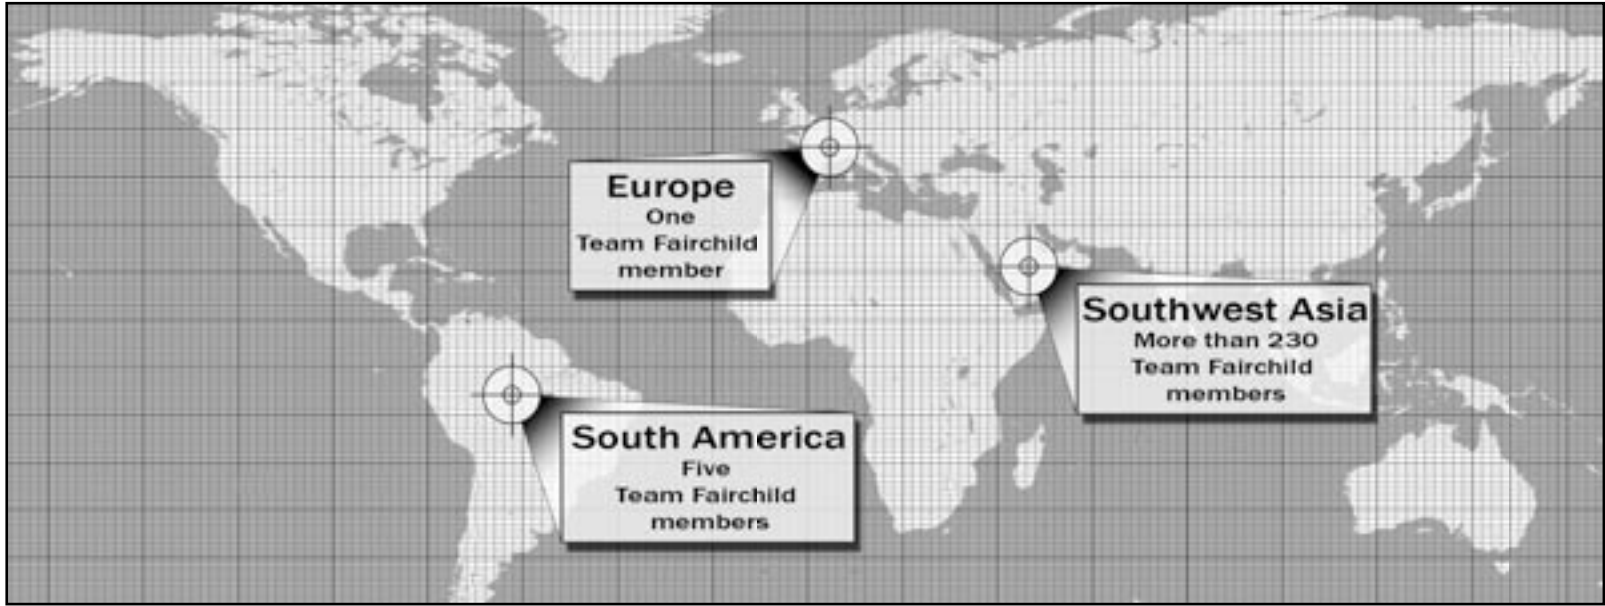 Europe
One
Team Fairchild
member
Southwest Asia
More than 230
Team Fairchild
members
South America
Five
Team Fairchild
members